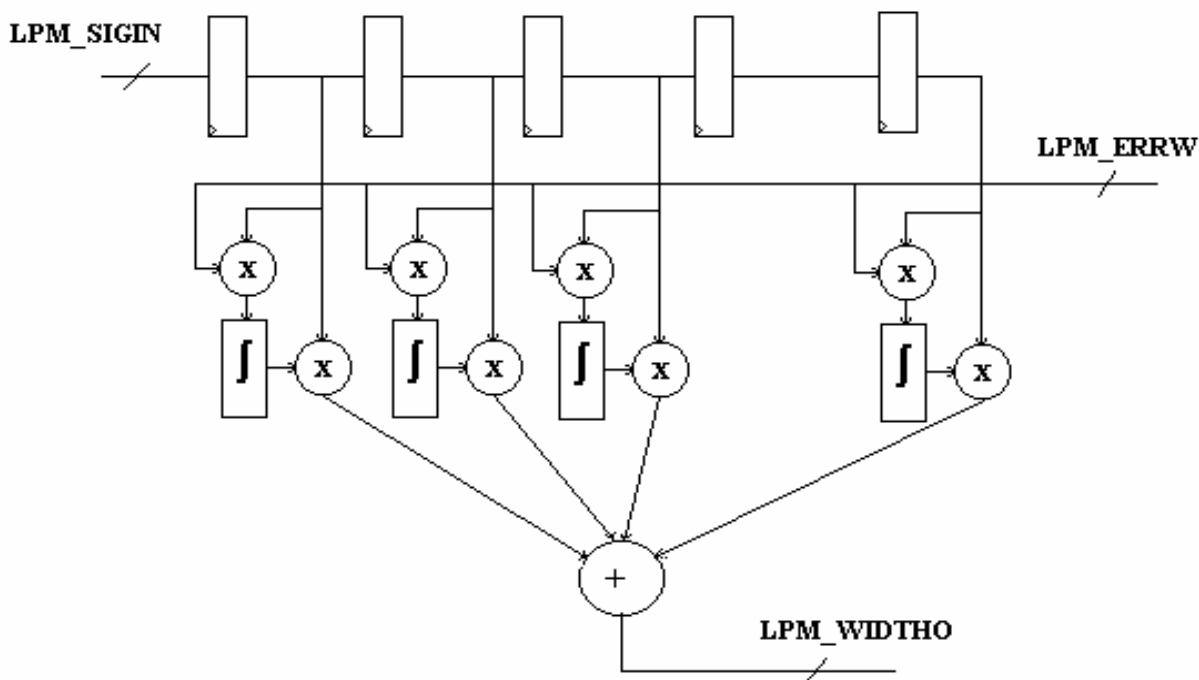 LPM_SIGIN
LPM_ERRW
x x x x
∫ x ∫ x ∫ x ∫ x
+
LPM_WIDTHO